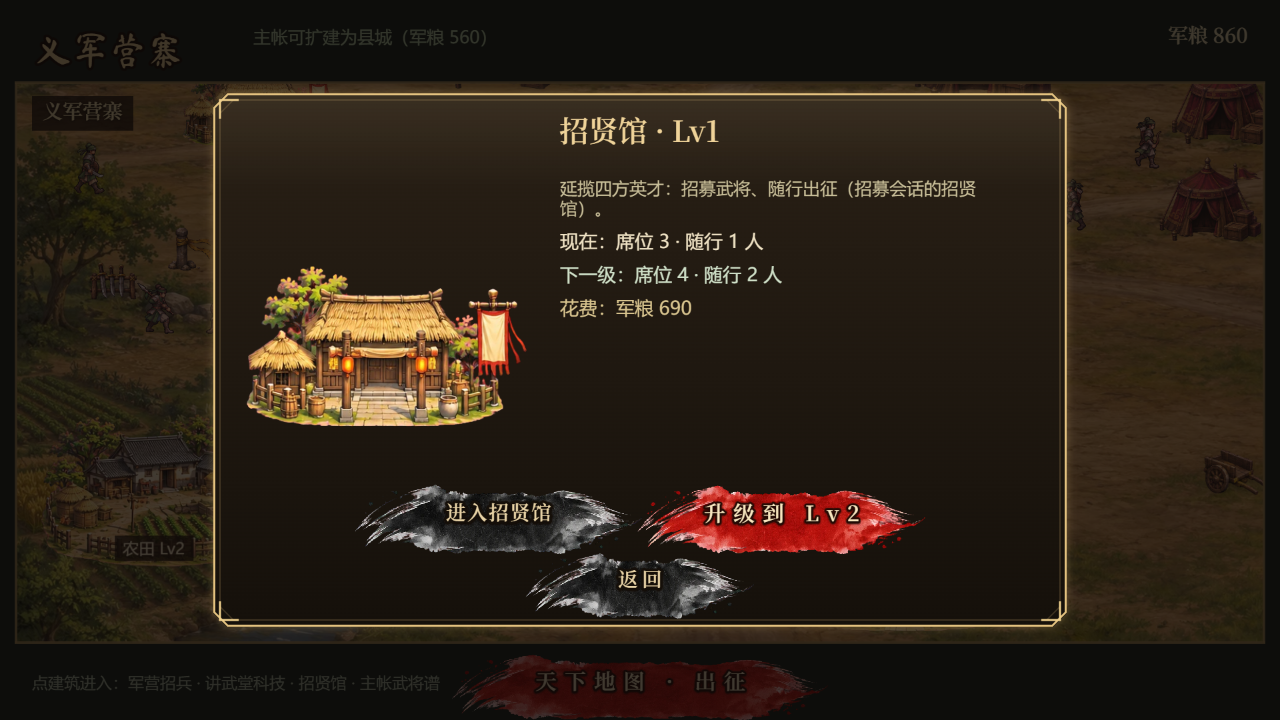 义军营寨
主帐可扩建为县城（军粮 560）
军粮 860
义军营寨
招贤馆 · Lv1
延揽四方英才：招募武将、随行出征（招募会话的招贤
馆）。
现在：席位 3 · 随行 1 人
下一级：席位 4 · 随行 2 人
花费：军粮 690
农田 Lv2
进入招贤馆
升级到 Lv2
返回
点建筑进入：军营招兵 · 讲武堂科技 · 招贤馆 · 主帐武将谱
天下地图 · 出征